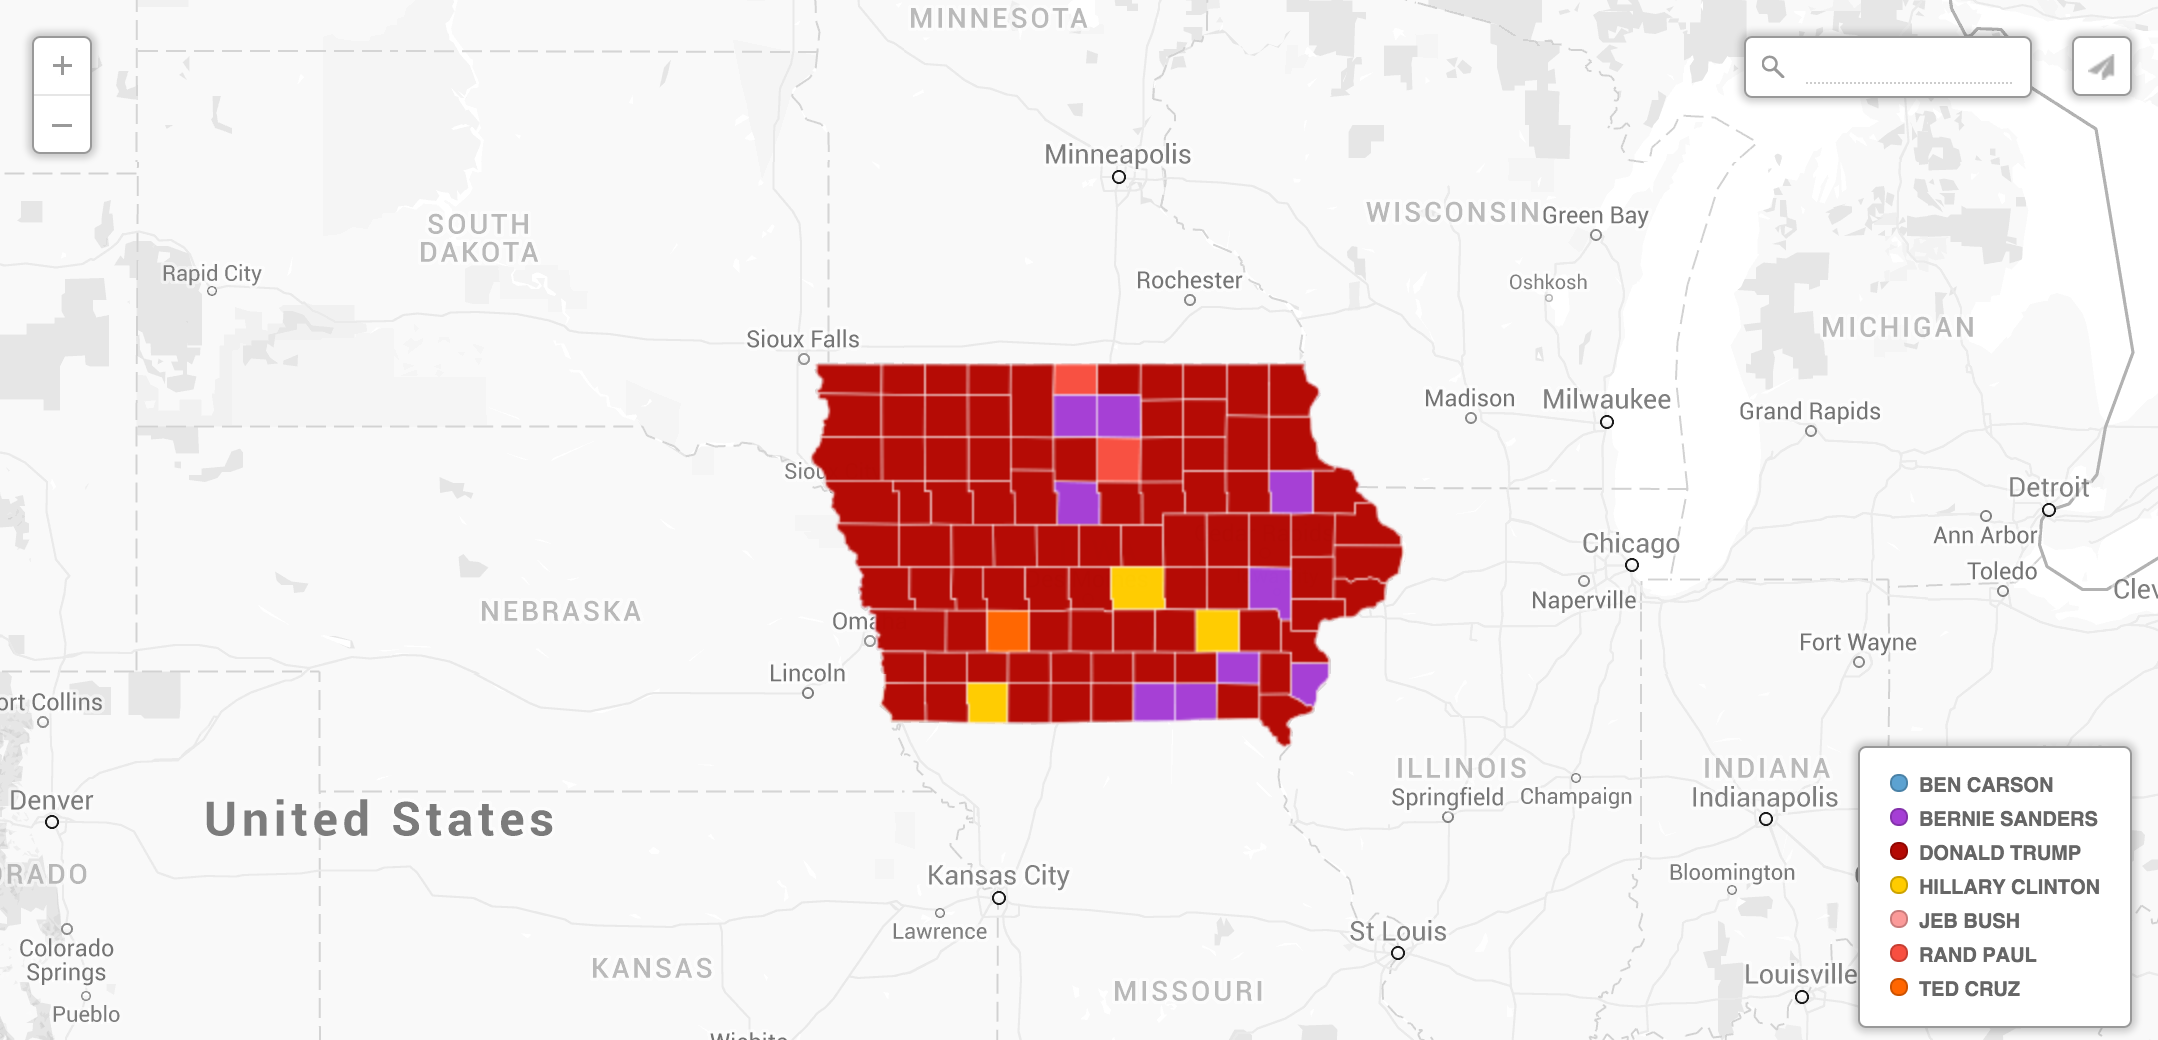 MINNESOTA
+
−
Minneapolis
WISCONSIN
Green Bay
SOUTH
DAKOTA
Rapid City
Rochester
Oshkosh
MICHIGAN
Sioux Falls
Madison
Milwaukee
Grand Rapids
Siou
Detroit
Ann Arbor
Chicago
Toledo
Clev
Naperville
NEBRASKA
Oma
Fort Wayne
Lincoln
ort Collins
ILLINOIS
INDIANA
Springfield
Champaign
Indianapolis
Denver
United States
BEN CARSON
BERNIE SANDERS
DONALD TRUMP
HILLARY CLINTON
JEB BUSH
RAND PAUL
TED CRUZ
ORADO
Kansas City
Bloomington
Lawrence
St Louis
Colorado
Springs
KANSAS
Louisville
MISSOURI
Pueblo
Wichita